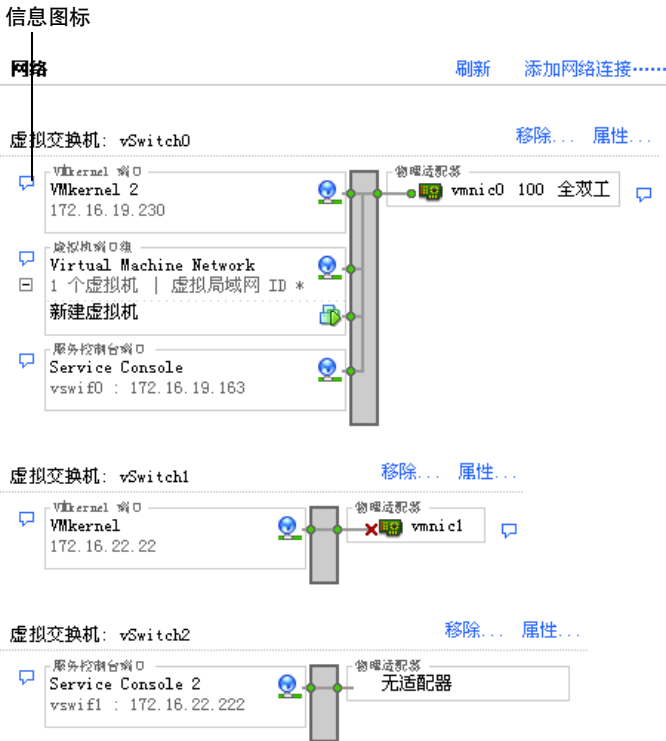 信息图标
网络
刷新 添加网络连接……
虚拟交换机: vSwitch0
移除... 属性...
VMkernel 端口
VMkernel 2
172.16.19.230
物理适配器
vmnic0 100 全双工
虚拟机端口组
Virtual Machine Network
1 个虚拟机 | 虚拟局域网 ID *
新建虚拟机
服务控制台端口
Service Console
vswif0 : 172.16.19.163
虚拟交换机: vSwitch1
移除... 属性...
VMkernel 端口
VMkernel
172.16.22.22
物理适配器
vmnic1
虚拟交换机: vSwitch2
移除... 属性...
服务控制台端口
Service Console 2
vswif1 : 172.16.22.222
物理适配器
无适配器